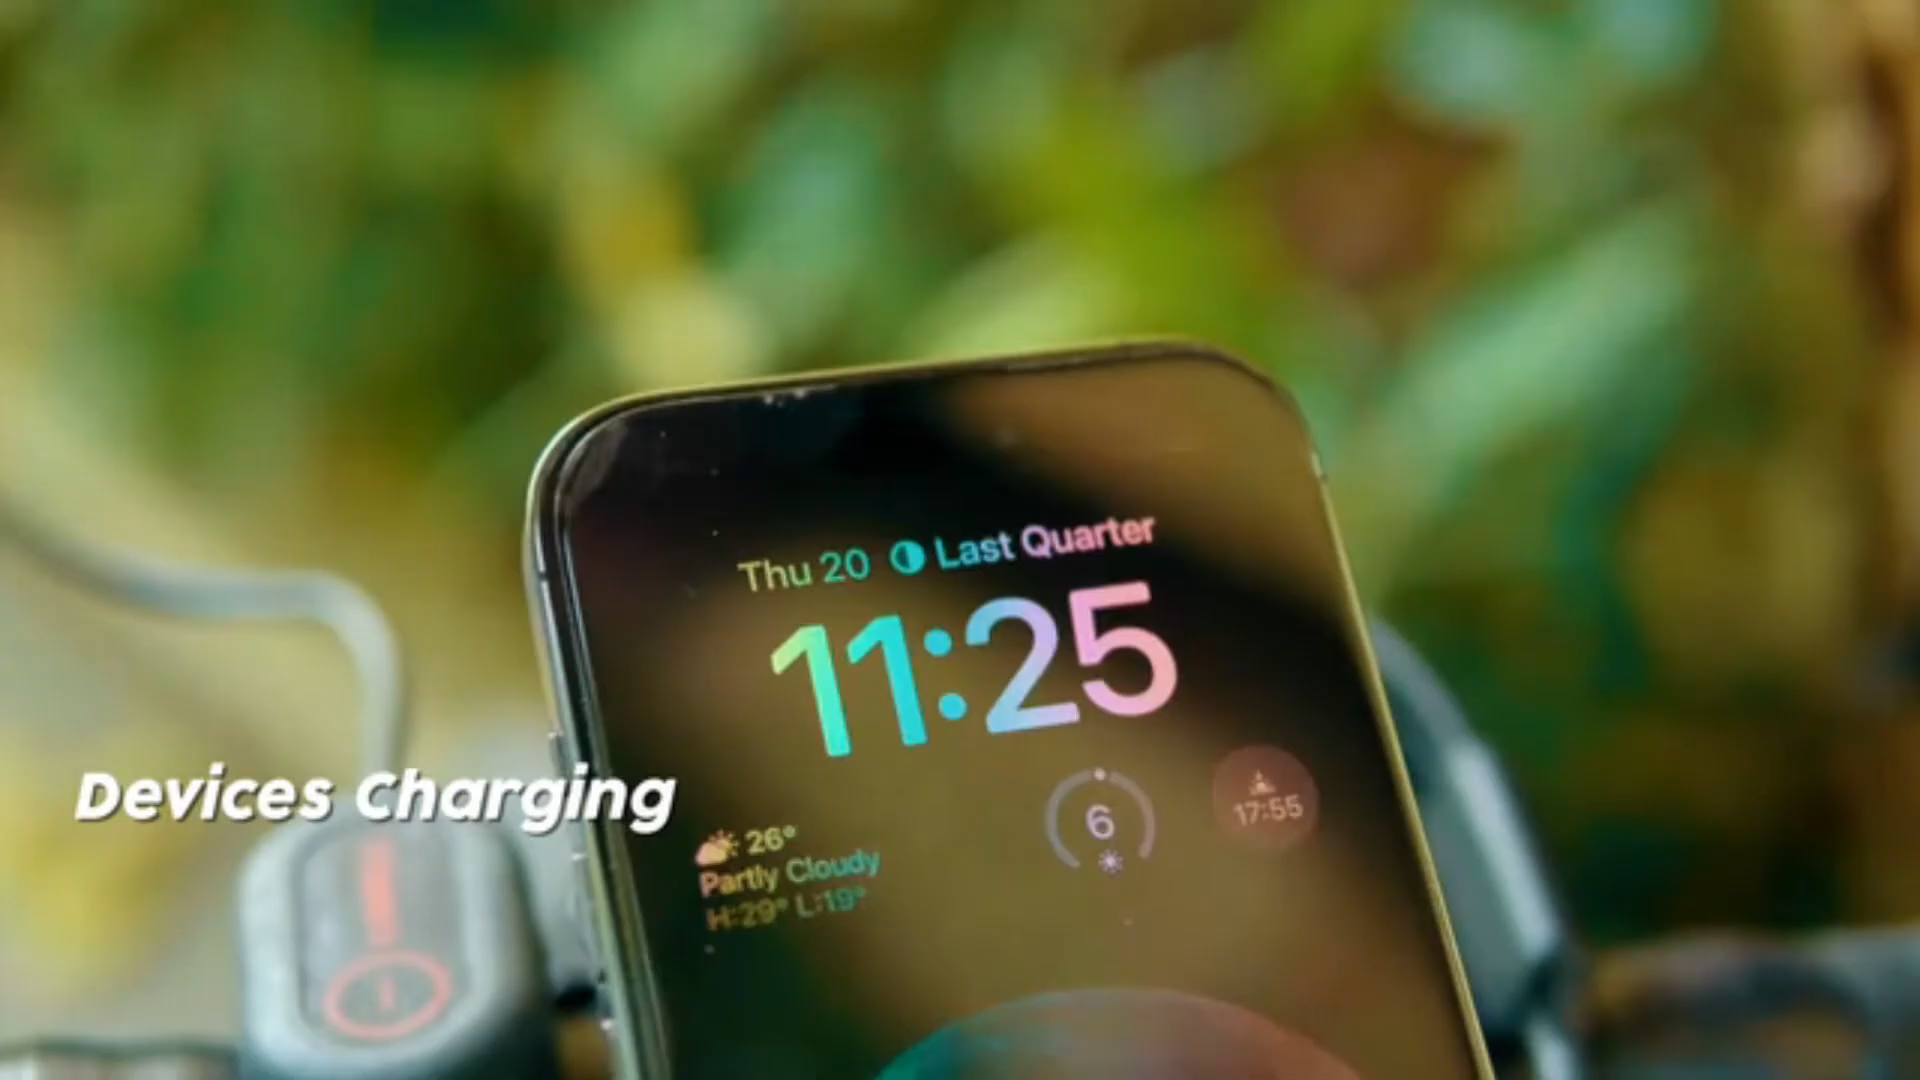 Thu 20 Last Quarter
11:25
6
17:55
26°
Partly Cloudy
H:29° L:19°
Devices Charging